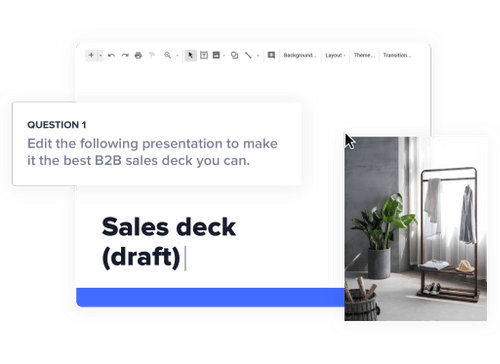 Background... Layout Theme... Transition...
QUESTION 1
Edit the following presentation to make
it the best B2B sales deck you can.
Sales deck
(draft)